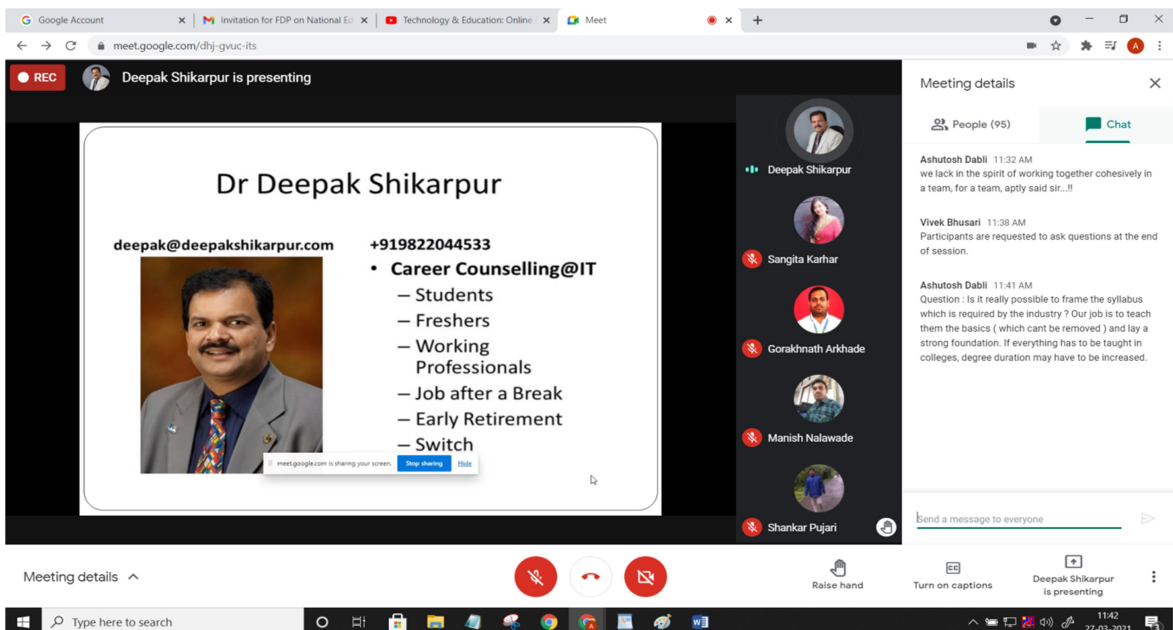 Google Account
Invitation for FDP on National Ed
Technology & Education: Online
Meet
meet.google.com/dhj-gvuc-its
A
REC
Deepak Shikarpur is presenting
Dr Deepak Shikarpur
deepak@deepakshikarpur.com
+919822044533
• Career Counselling@IT
– Students
– Freshers
– Working
Professionals
– Job after a Break
– Early Retirement
– Switch
meet.google.com is sharing your screen.
Stop sharing
Hide
Deepak Shikarpur
Sangita Karhar
Gorakhnath Arkhade
Manish Nalawade
Shankar Pujari
Meeting details
People (95)
Chat
Ashutosh Dabli 11:32 AM
we lack in the spirit of working together cohesively in
a team, for a team, aptly said sir...!!
Vivek Bhusari 11:38 AM
Participants are requested to ask questions at the end
of session.
Ashutosh Dabli 11:41 AM
Question : Is it really possible to frame the syllabus
which is required by the industry ? Our job is to teach
them the basics ( which cant be removed ) and lay a
strong foundation. If everything has to be taught in
colleges, degree duration may have to be increased.
Send a message to everyone
Meeting details
Raise hand
CC
Turn on captions
Deepak Shikarpur
is presenting
Type here to search
11:42
27-03-2021